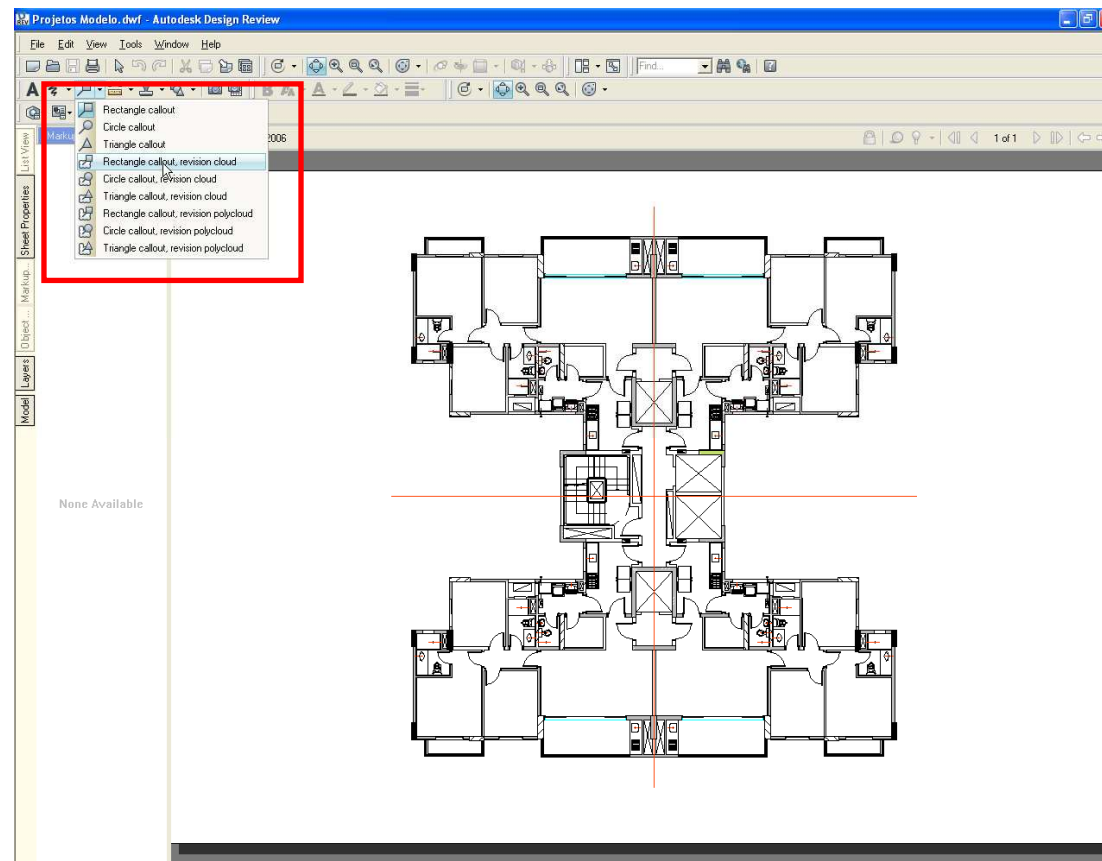 Projetos Modelo.dwf - Autodesk Design Review
File Edit View Tools Window Help
Find...
A
B A A
Rectangle callout
Circle callout
Triangle callout
Rectangle callout, revision cloud
Circle callout, revision cloud
Triangle callout, revision cloud
Rectangle callout, revision polycloud
Circle callout, revision polycloud
Triangle callout, revision polycloud
2006
1 of 1
List View
Sheet Properties
Markup...
Object ...
Layers
Model
None Available